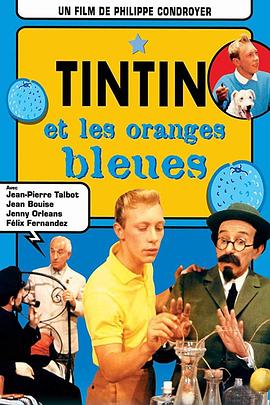 UN FILM DE PHILIPPE CONDROYER
TINTIN
et les oranges
bleues
Avec
Jean-Pierre Talbot
Jean Bouise
Jenny Orleans
Félix Fernandez